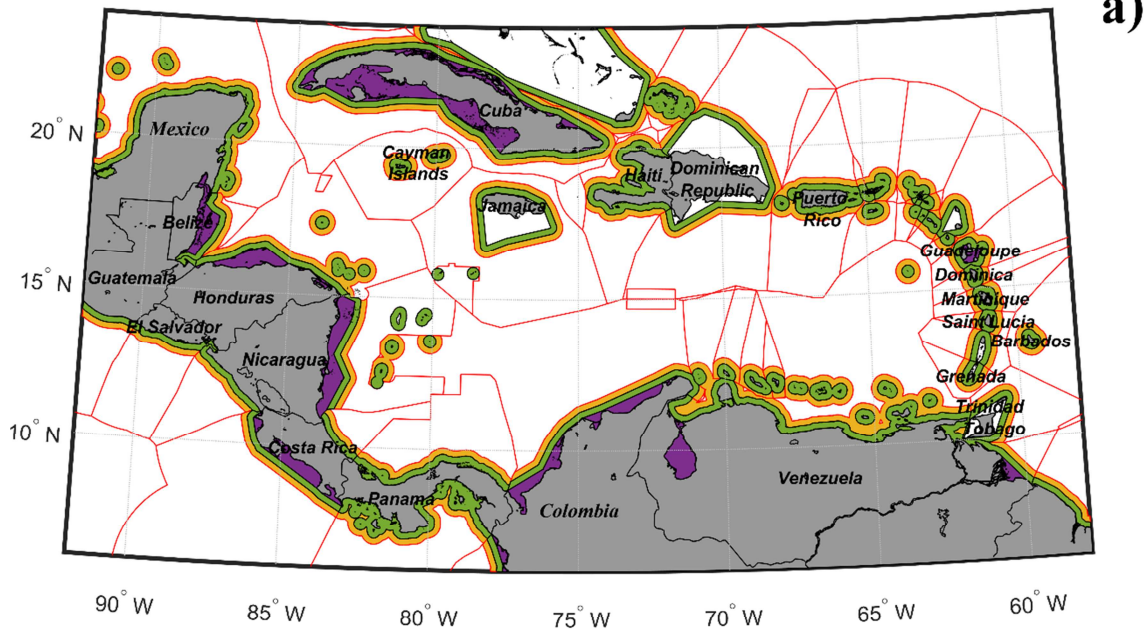 a)
20° N
15° N
10° N
Mexico
Cuba
Cayman
Islands
Haiti
Dominican
Republic
Jamaica
Puerto
Rico
Belize
Guatemala
Honduras
El Salvador
Nicaragua
Guadeloupe
Dominica
Martinique
Saint Lucia
Barbados
Grenada
Trinidad
Tobago
Costa Rica
Panama
Colombia
Venezuela
90° W
85° W
80° W
75° W
70° W
65° W
60° W